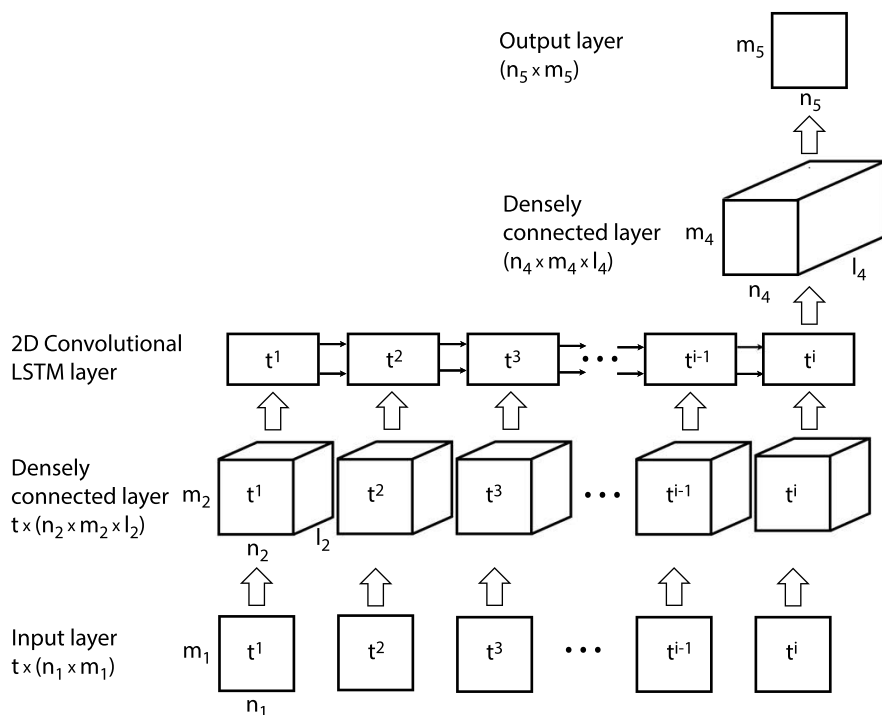 Output layer
(n₅ x m₅)
m₅
n₅
Densely
connected layer
(n₄ x m₄ x l₄)
m₄
n₄
l₄
2D Convolutional
LSTM layer
t¹ t² t³ ••• tⁱ⁻¹ tⁱ
Densely
connected layer
t x (n₂ x m₂ x l₂)
m₂
t¹ t² t³ ••• tⁱ⁻¹ tⁱ
n₂
l₂
Input layer
t x (n₁ x m₁)
m₁
t¹ t² t³ ••• tⁱ⁻¹ tⁱ
n₁